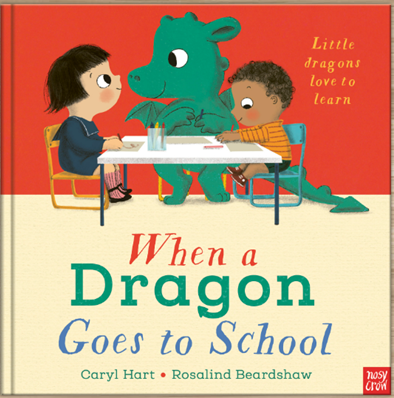 Little
dragons
love to
learn
When a
Dragon
Goes to School
Caryl Hart • Rosalind Beardshaw
nosy
crow